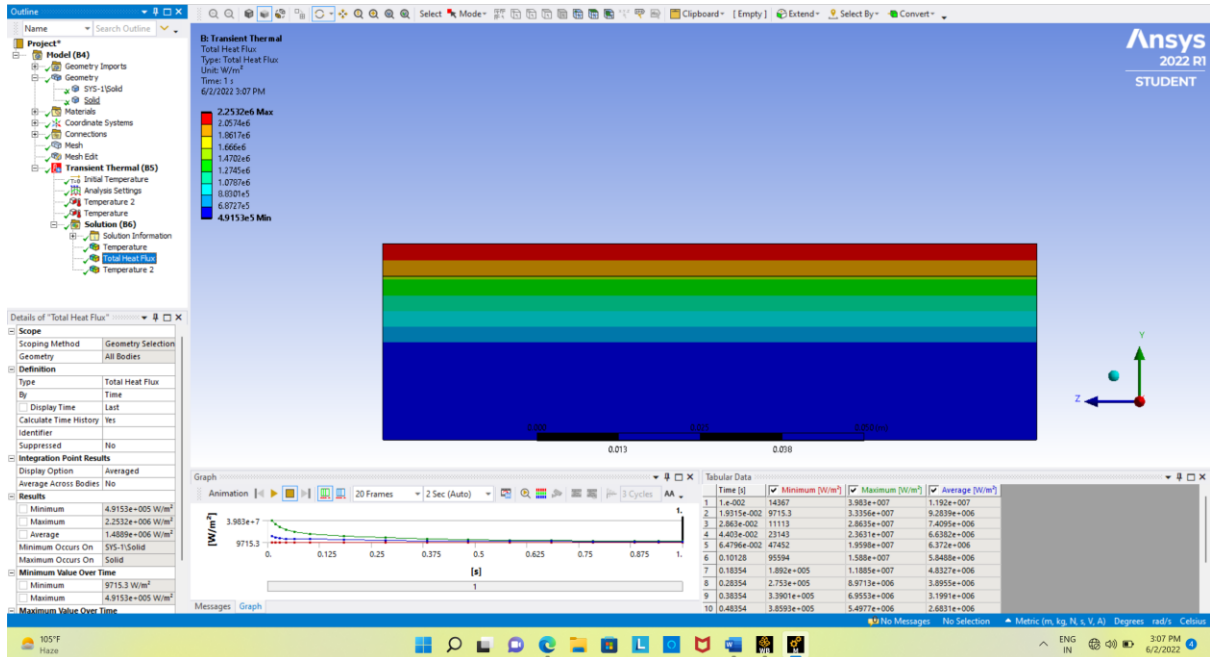 Outline
Name Search Outline
Project*
Model (B4)
Geometry Imports
Geometry
SYS-1\Solid
Solid
Materials
Coordinate Systems
Connections
Mesh
Mesh Edit
Transient Thermal (B5)
Initial Temperature
Analysis Settings
Temperature 2
Temperature
Solution (B6)
Solution Information
Temperature
Total Heat Flux
Temperature 2
Details of "Total Heat Flux"
Scope
Scoping Method Geometry Selection
Geometry All Bodies
Definition
Type Total Heat Flux
By Time
Display Time Last
Calculate Time History Yes
Identifier
Suppressed No
Integration Point Results
Display Option Averaged
Average Across Bodies No
Results
Minimum 4.9153e+005 W/m²
Maximum 2.2532e+006 W/m²
Average 1.4889e+006 W/m²
Minimum Occurs On SYS-1\Solid
Maximum Occurs On Solid
Minimum Value Over Time
Minimum 9715.3 W/m²
Maximum 4.9153e+005 W/m²
Maximum Value Over Time
Select Mode Clipboard [Empty] Extend Select By Convert
B: Transient Thermal
Total Heat Flux
Type: Total Heat Flux
Unit: W/m²
Time: 1 s
6/2/2022 3:07 PM
2.2532e6 Max
2.0574e6
1.8617e6
1.666e6
1.4702e6
1.2745e6
1.0787e6
8.8301e5
6.8727e5
4.9153e5 Min
Ansys
2022 R1
STUDENT
Y
Z
0.013 0.038
Graph
Animation 20 Frames 2 Sec (Auto) 3 Cycles
[W/m²]
3.983e+7
9715.3
1.
0. 0.125 0.25 0.375 0.5 0.625 0.75 0.875 1.
[s]
1
Messages Graph
Tabular Data
Time [s] Minimum [W/m²] Maximum [W/m²] Average [W/m²]
1 1.e-002 14367 3.983e+007 1.192e+007
2 1.9315e-002 9715.3 3.3356e+007 9.2839e+006
3 2.863e-002 11113 2.8635e+007 7.4095e+006
4 4.403e-002 23143 2.3631e+007 6.6382e+006
5 6.4796e-002 47452 1.9598e+007 6.372e+006
6 0.10128 95594 1.588e+007 5.8488e+006
7 0.18354 1.892e+005 1.1885e+007 4.8327e+006
8 0.28354 2.753e+005 8.9713e+006 3.8955e+006
9 0.38354 3.3901e+005 6.9553e+006 3.1991e+006
10 0.48354 3.8593e+005 5.4977e+006 2.6831e+006
No Messages No Selection Metric (m, kg, N, s, V, A) Degrees rad/s Celsius
105°F
Haze
ENG
IN
3:07 PM
6/2/2022
4